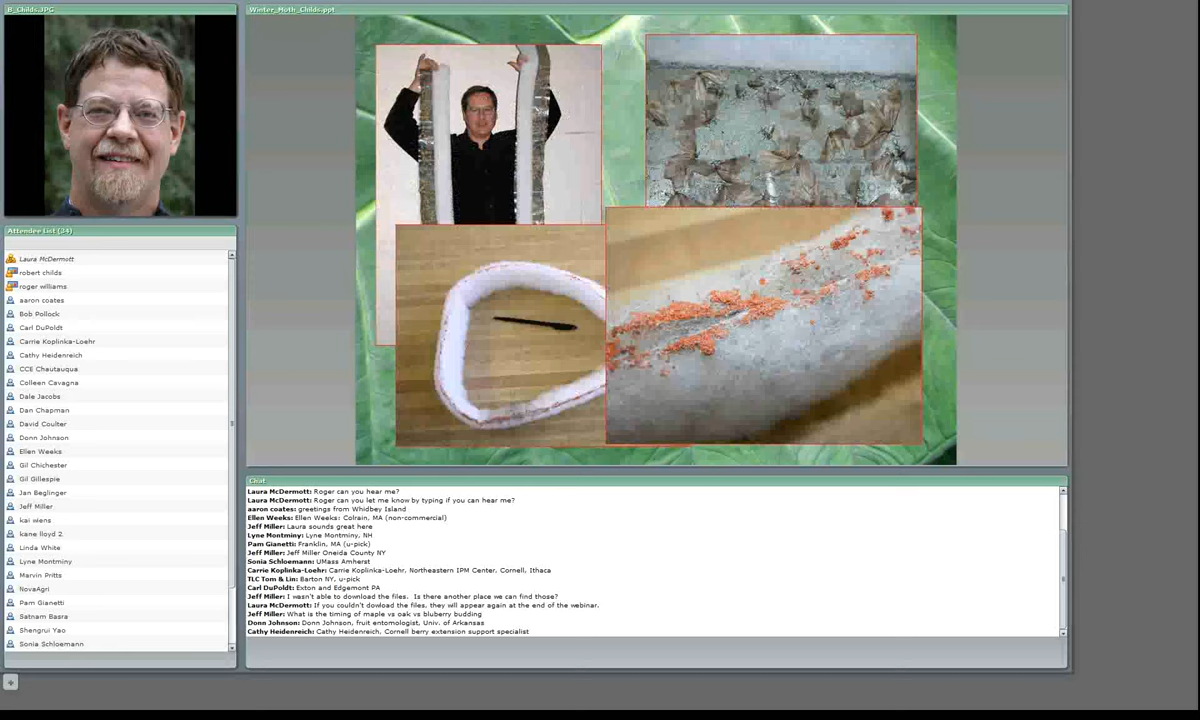 B_Childs.JPG
Winter_Moth_Childs.ppt
Attendee List (34)
Laura McDermott
robert childs
roger williams
aaron coates
Bob Pollock
Carl DuPoldt
Carrie Koplinka-Loehr
Cathy Heidenreich
CCE Chautauqua
Colleen Cavagna
Dale Jacobs
Dan Chapman
David Coulter
Donn Johnson
Ellen Weeks
Gil Chichester
Gil Gillespie
Jan Beglinger
Jeff Miller
kai wiens
kane lloyd 2
Linda White
Lyne Montminy
Marvin Pritts
NovaAgri
Pam Gianetti
Satnam Basra
Shengrui Yao
Sonia Schloemann
Chat
Laura McDermott: Roger can you hear me?
Laura McDermott: Roger can you let me know by typing if you can hear me?
aaron coates: greetings from Whidbey Island
Ellen Weeks: Ellen Weeks: Colrain, MA (non-commercial)
Jeff Miller: Laura sounds great here
Lyne Montminy: Lyne Montminy, NH
Pam Gianetti: Franklin, MA (u-pick)
Jeff Miller: Jeff Miller Oneida County NY
Sonia Schloemann: UMass Amherst
Carrie Koplinka-Loehr: Carrie Koplinka-Loehr, Northeastern IPM Center, Cornell, Ithaca
TLC Tom & Lin: Barton NY, u-pick
Carl DuPoldt: Exton and Edgemont PA
Jeff Miller: I wasn't able to download the files.  Is there another place we can find those?
Laura McDermott: If you couldn't dowload the files, they will appear again at the end of the webinar.
Jeff Miller: What is the timing of maple vs oak vs bluberry budding
Donn Johnson: Donn Johnson, fruit entomologist, Univ. of Arkansas
Cathy Heidenreich: Cathy Heidenreich, Cornell berry extension support specialist